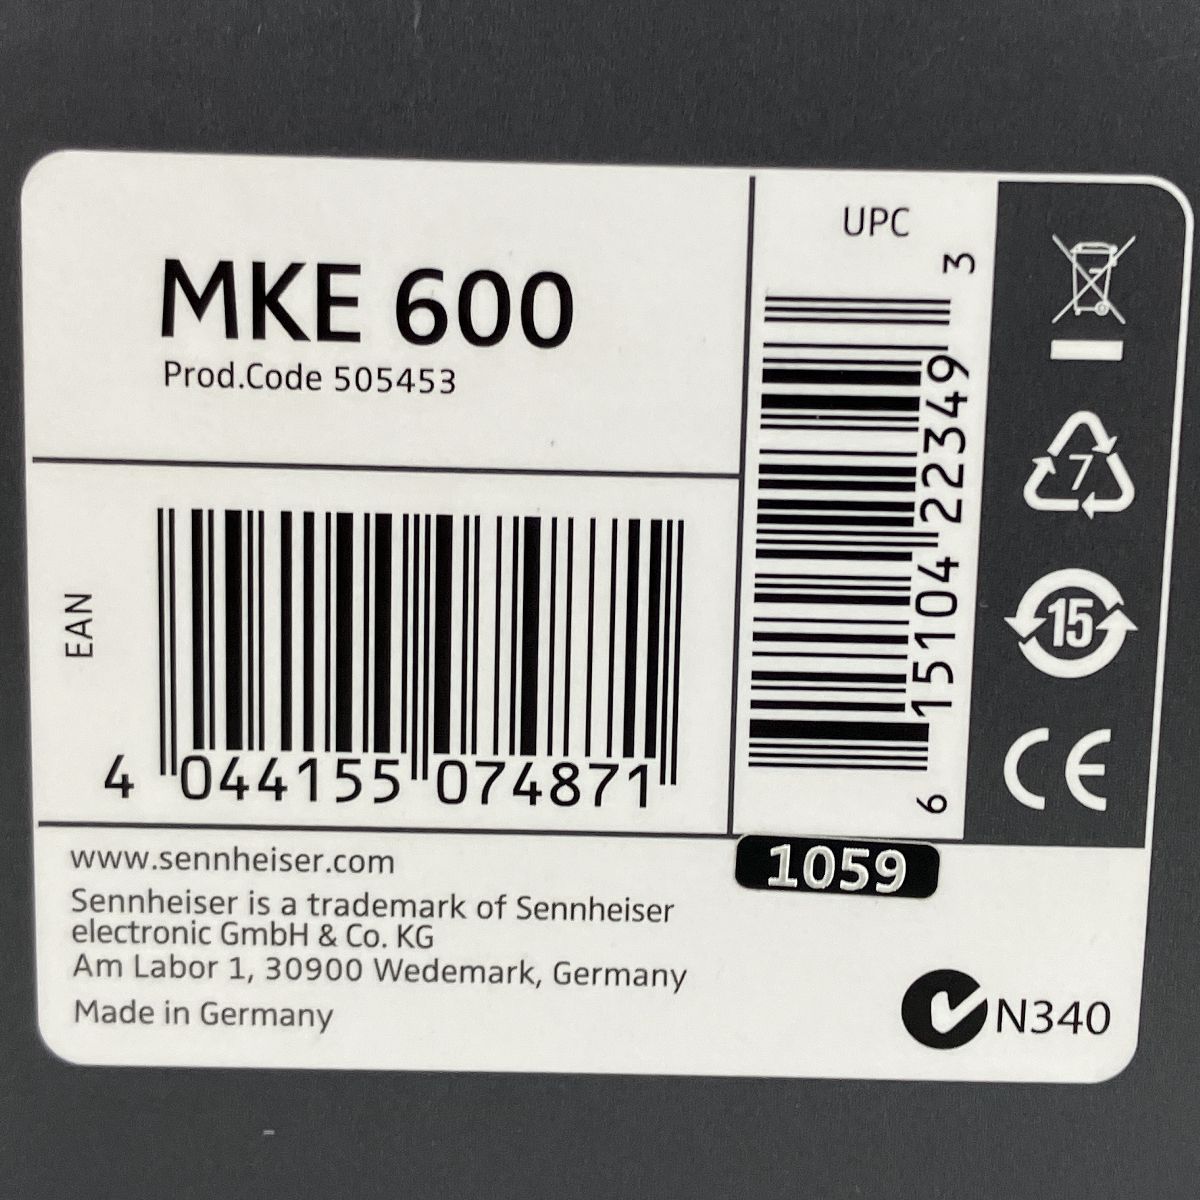 MKE 600
Prod.Code 505453
UPC
6 15104 22349 3
7
15
CE
EAN
4 044155 074871
www.sennheiser.com
1059
Sennheiser is a trademark of Sennheiser
electronic GmbH & Co. KG
Am Labor 1, 30900 Wedemark, Germany
Made in Germany
N340